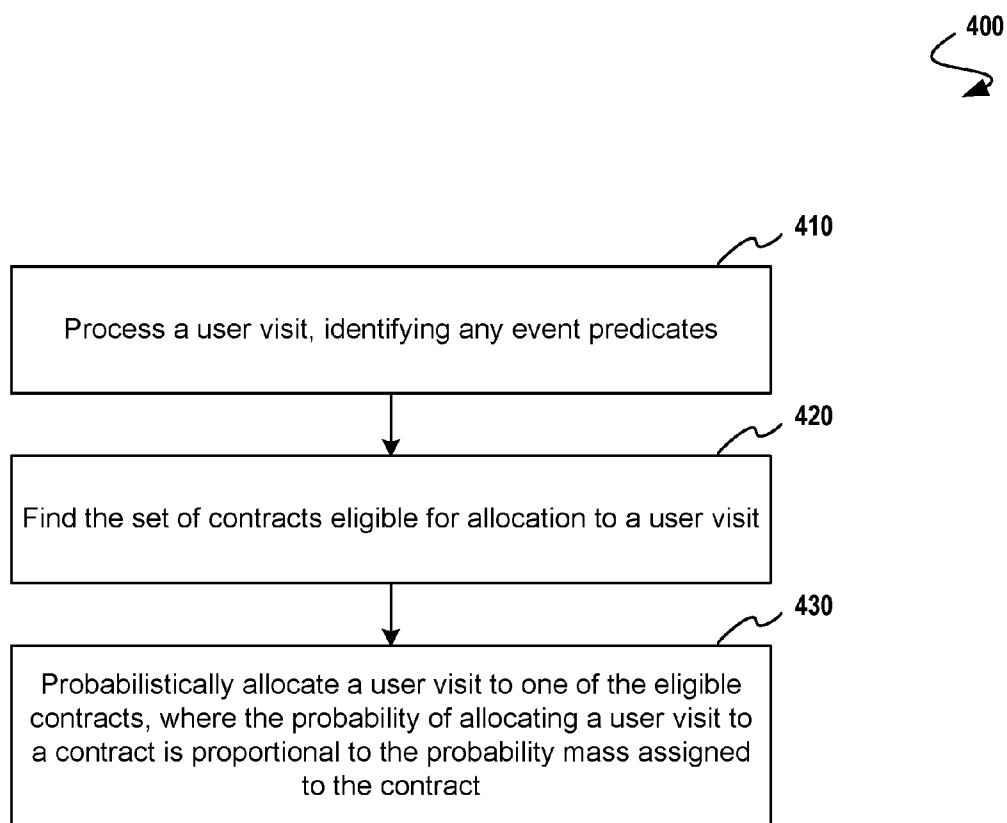 400
410
Process a user visit, identifying any event predicates
420
Find the set of contracts eligible for allocation to a user visit
430
Probabilistically allocate a user visit to one of the eligible
contracts, where the probability of allocating a user visit to
a contract is proportional to the probability mass assigned
to the contract